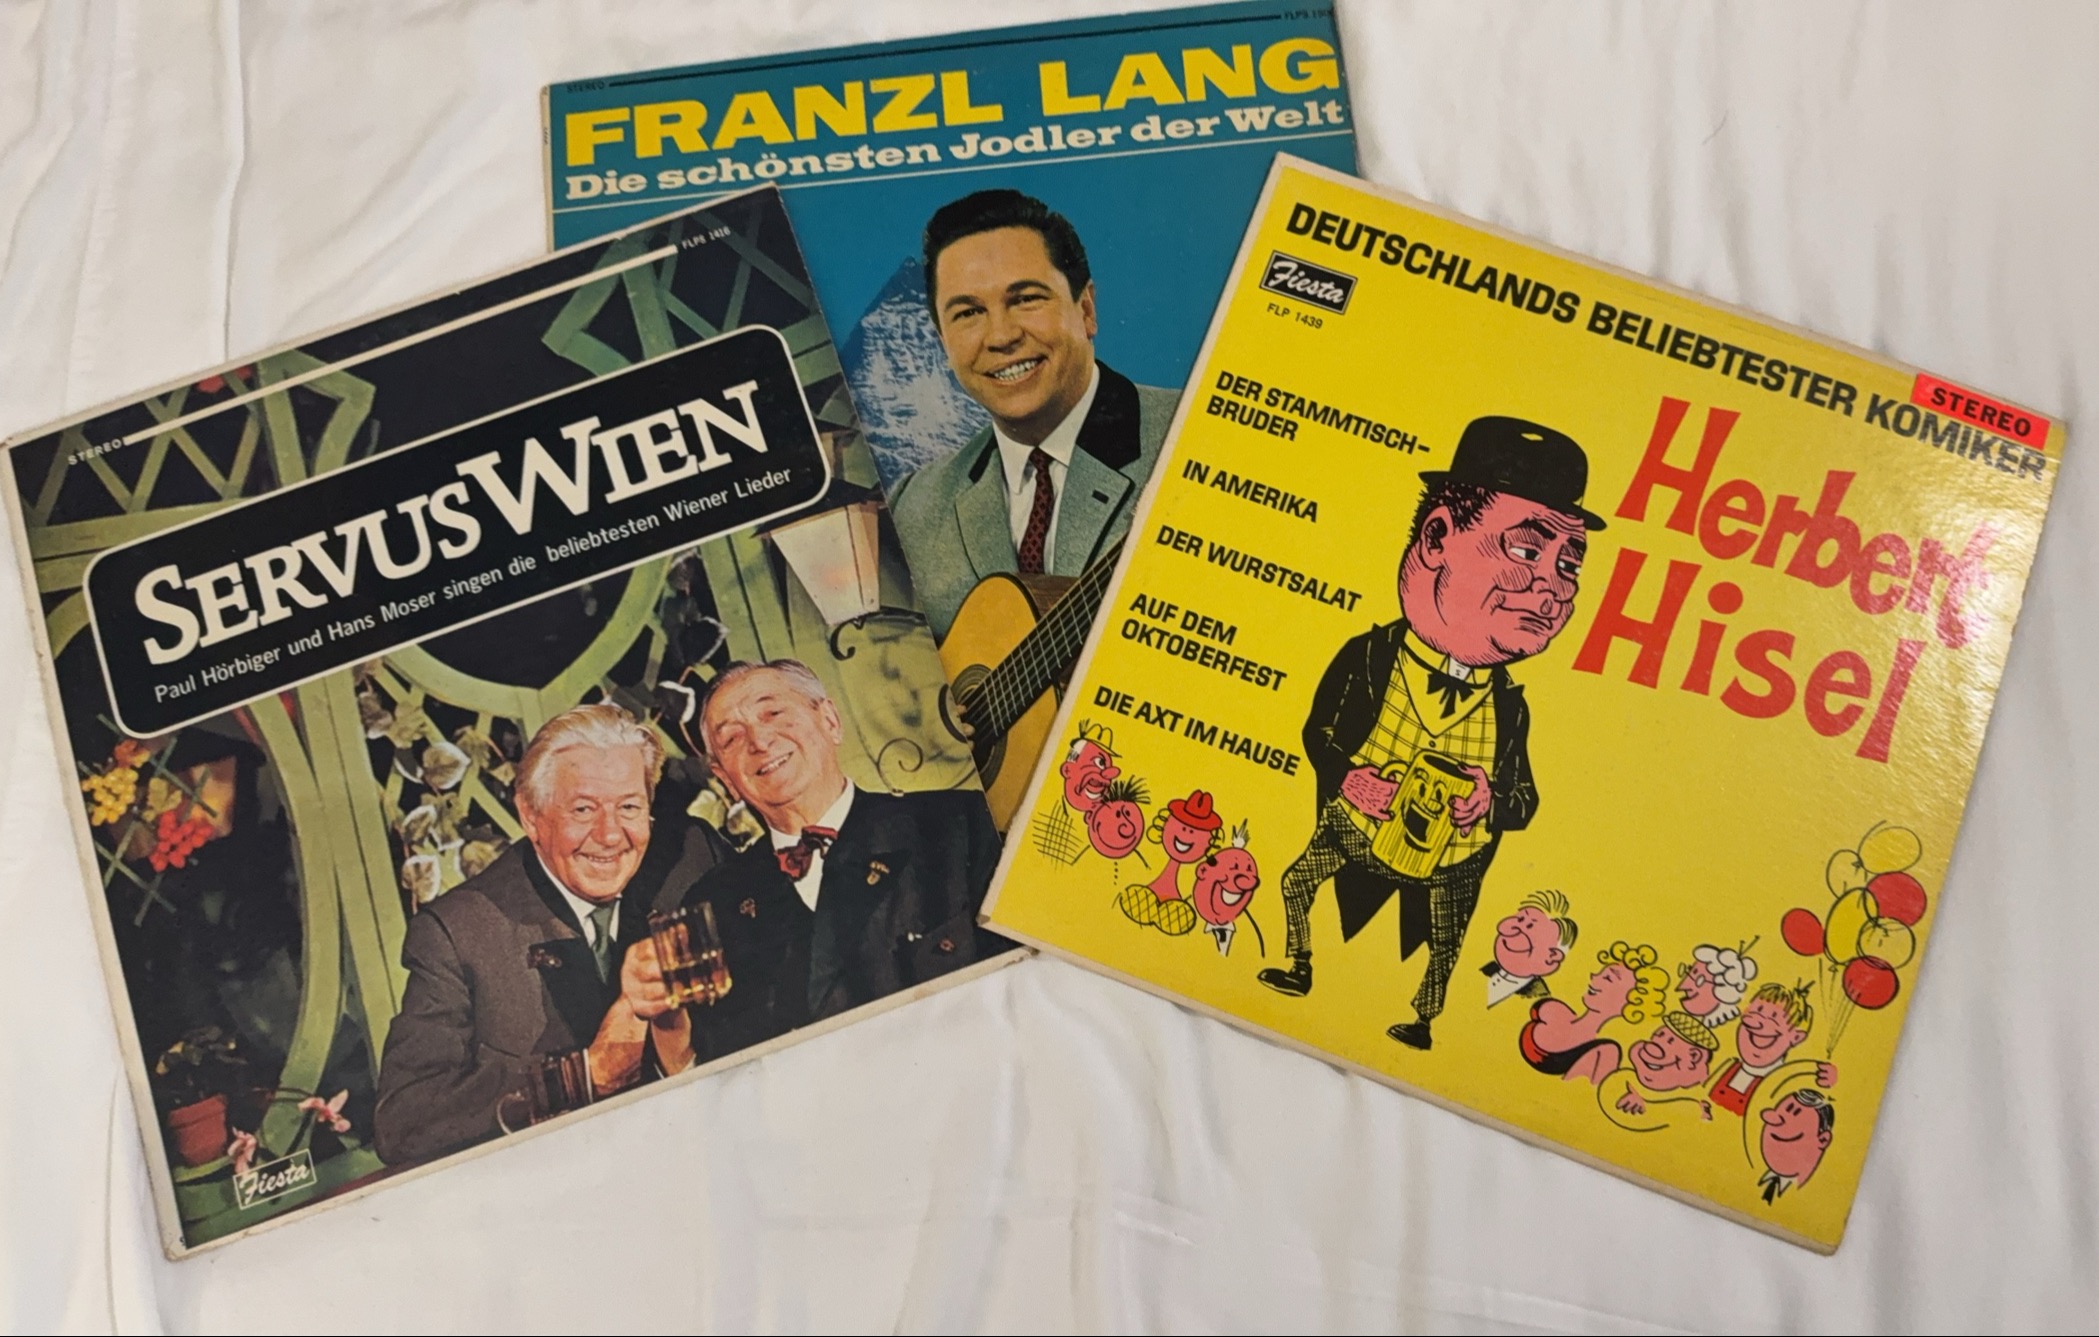 STEREO
FRANZL LANG
Die schönsten Jodler der Welt
STEREO
FLPS 1416
SERVUS WIEN
Paul Hörbiger und Hans Moser singen die beliebtesten Wiener Lieder
Fiesta
DEUTSCHLANDS BELIEBTESTER KOMIKER
STEREO
Fiesta
FLP 1439
Herbert
Hisel
DER STAMMTISCH-
BRUDER
IN AMERIKA
DER WURSTSALAT
AUF DEM
OKTOBERFEST
DIE AXT IM HAUSE